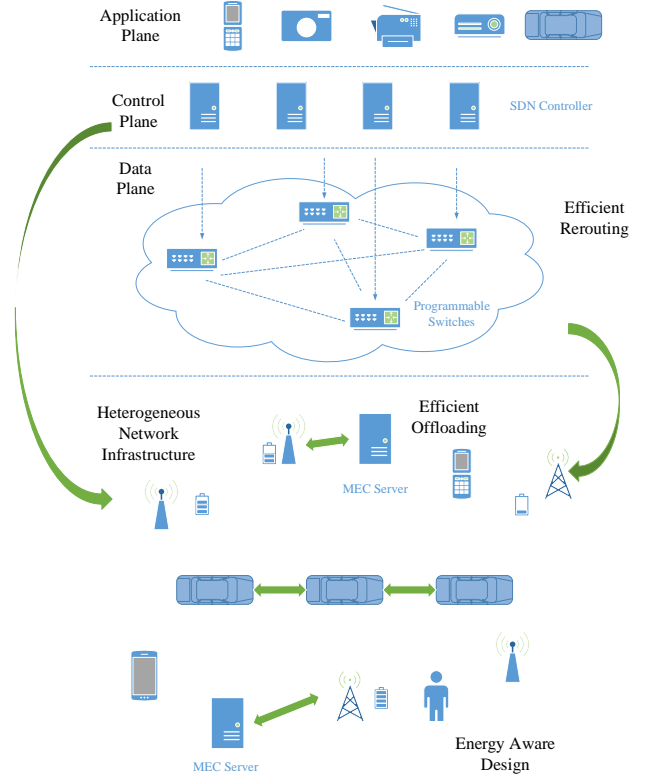 Application
Plane
Control
Plane
SDN Controller
Data
Plane
Efficient
Rerouting
Programmable
Switches
Heterogeneous
Network
Infrastructure
Efficient
Offloading
MEC Server
MEC Server
Energy Aware
Design